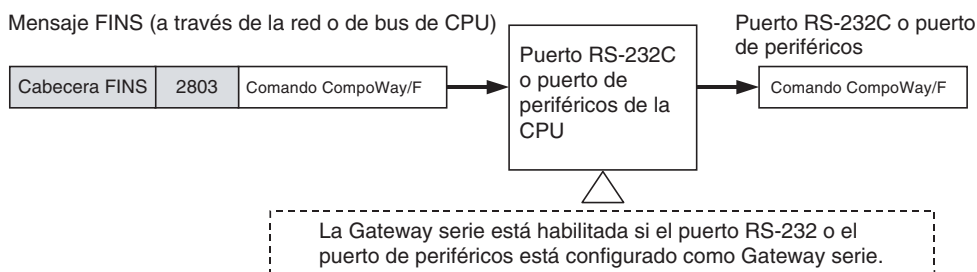 Mensaje FINS (a través de la red o de bus de CPU)
Puerto RS-232C o puerto
de periféricos
Cabecera FINS
2803
Comando CompoWay/F
Puerto RS-232C
o puerto de
periféricos de la
CPU
Comando CompoWay/F
La Gateway serie está habilitada si el puerto RS-232 o el
puerto de periféricos está configurado como Gateway serie.